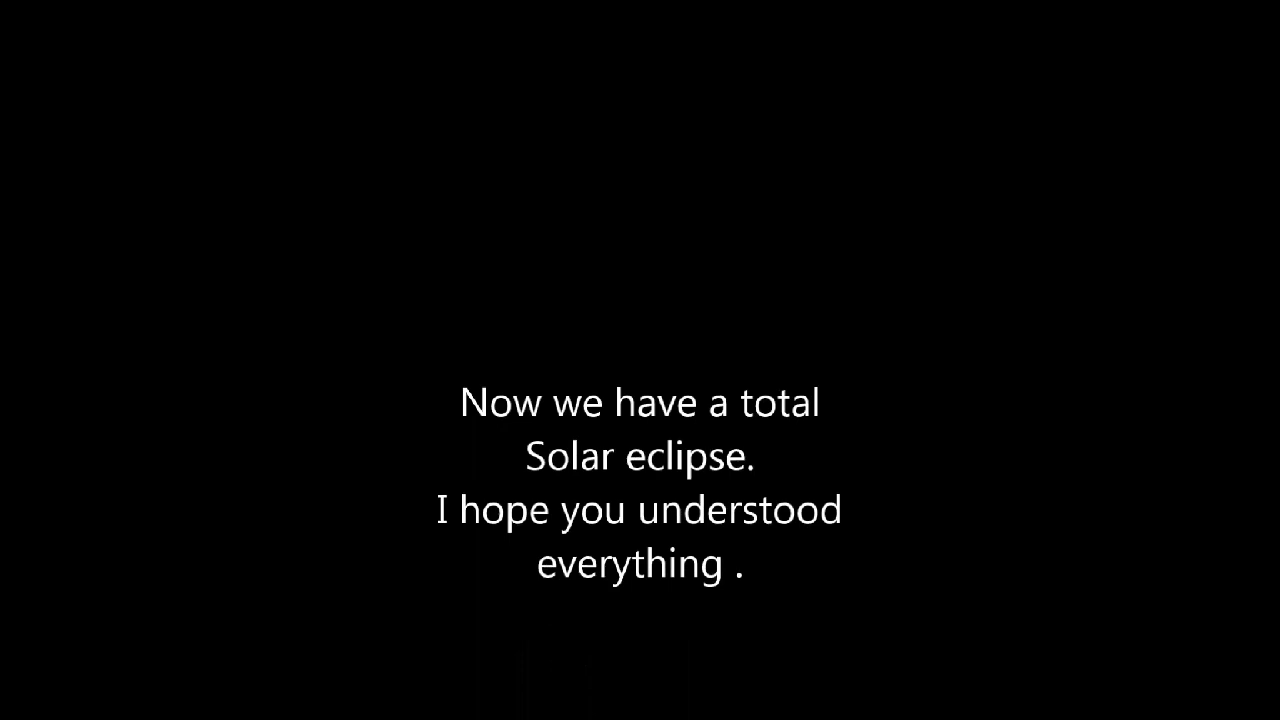 Now we have a total
Solar eclipse.
I hope you understood
everything .